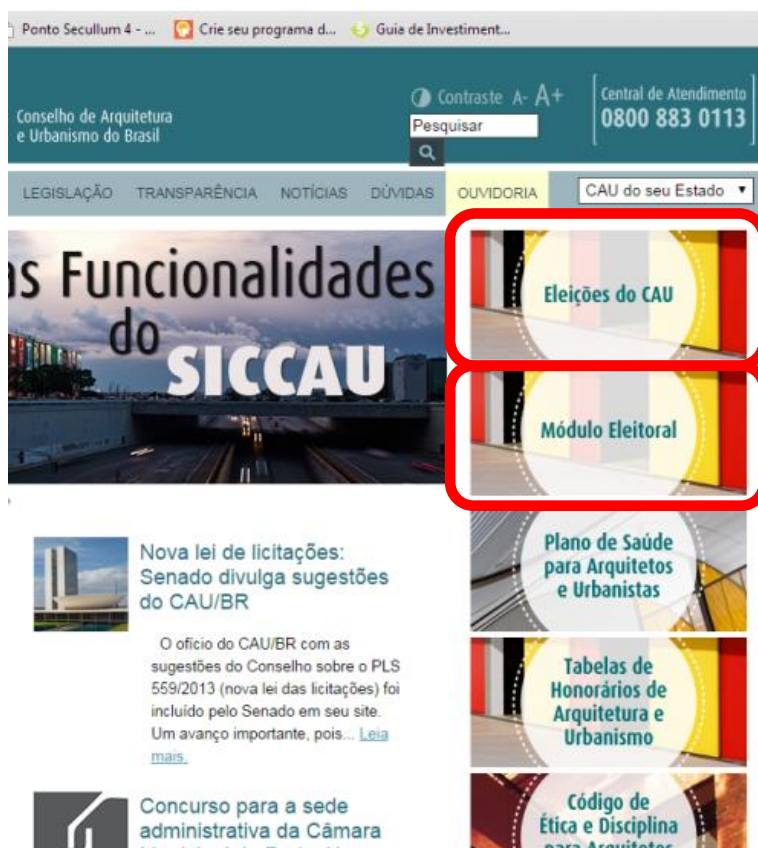 Ponto Secullum 4 - ...
Crie seu programa d...
Guia de Investiment...
Conselho de Arquitetura
e Urbanismo do Brasil
Contraste A- A+
Pesquisar
Central de Atendimento
0800 883 0113
LEGISLAÇÃO
TRANSPARÊNCIA
NOTÍCIAS
DÚVIDAS
OUVIDORIA
CAU do seu Estado
as Funcionalidades
do
SICCAU
Eleições do CAU
Módulo Eleitoral
Nova lei de licitações:
Senado divulga sugestões
do CAU/BR
O ofício do CAU/BR com as
sugestões do Conselho sobre o PLS
559/2013 (nova lei das licitações) foi
incluído pelo Senado em seu site.
Um avanço importante, pois... Leia
mais.
Plano de Saúde
para Arquitetos
e Urbanistas
Tabelas de
Honorários de
Arquitetura e
Urbanismo
Concurso para a sede
administrativa da Câmara
Código de
Ética e Disciplina
para Arquitetos